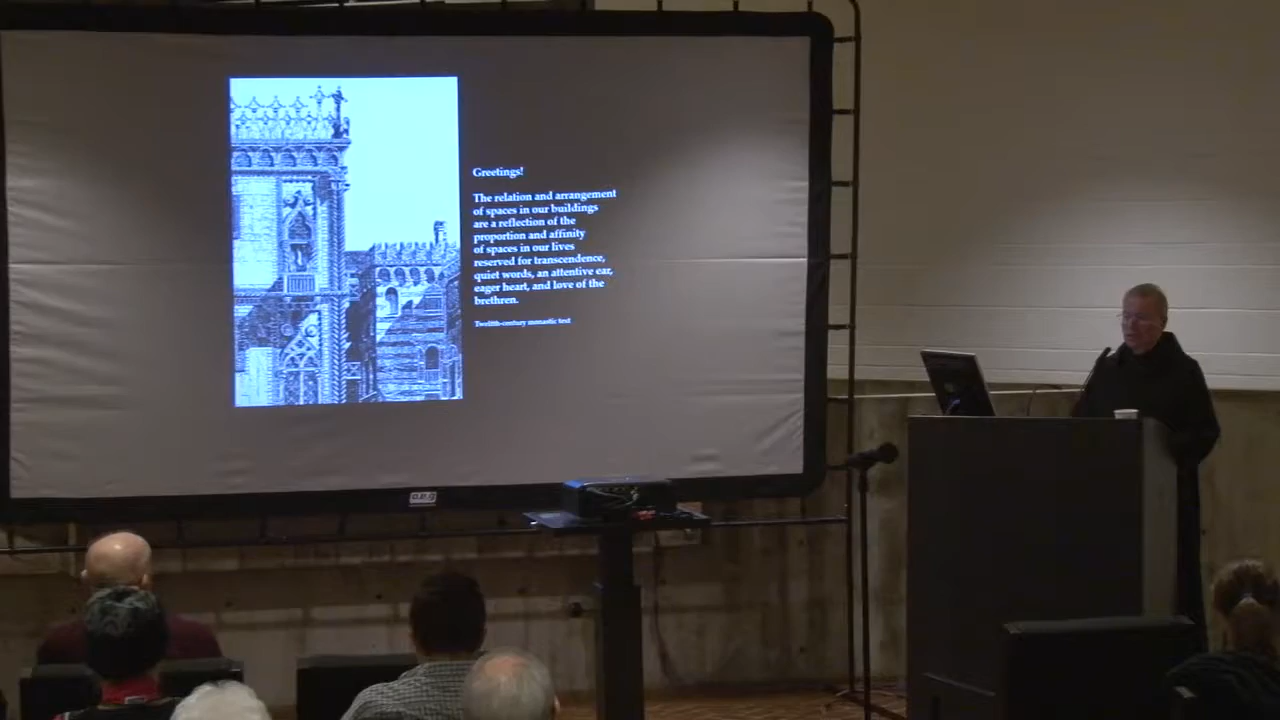 Greetings!
The relation and arrangement
of spaces in our buildings
are a reflection of the
proportion and affinity
of spaces in our lives
reserved for transcendence,
quiet words, an attentive ear,
eager heart, and love of the
brethren.
Twelfth-century monastic text